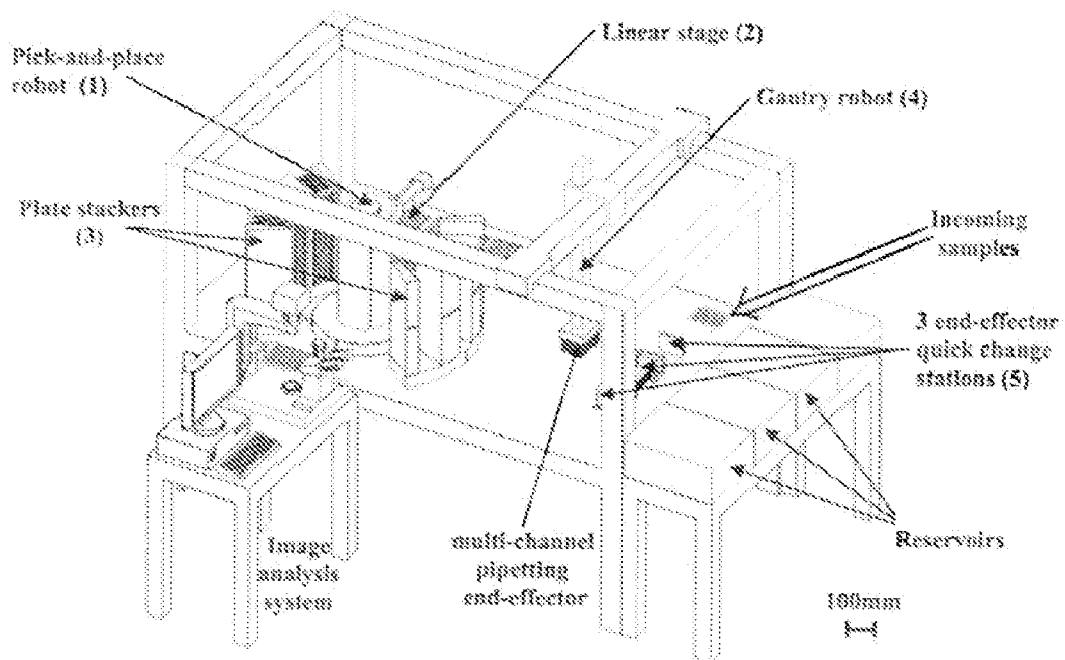 Linear stage (2)
Pick-and-place
robot (1)
Gantry robot (4)
Plate stackers
(3)
Incoming
samples
3 end-effector
quick change
stations (5)
Reservoirs
multi-channel
pipetting
end-effector
Image
analysis
system
100mm